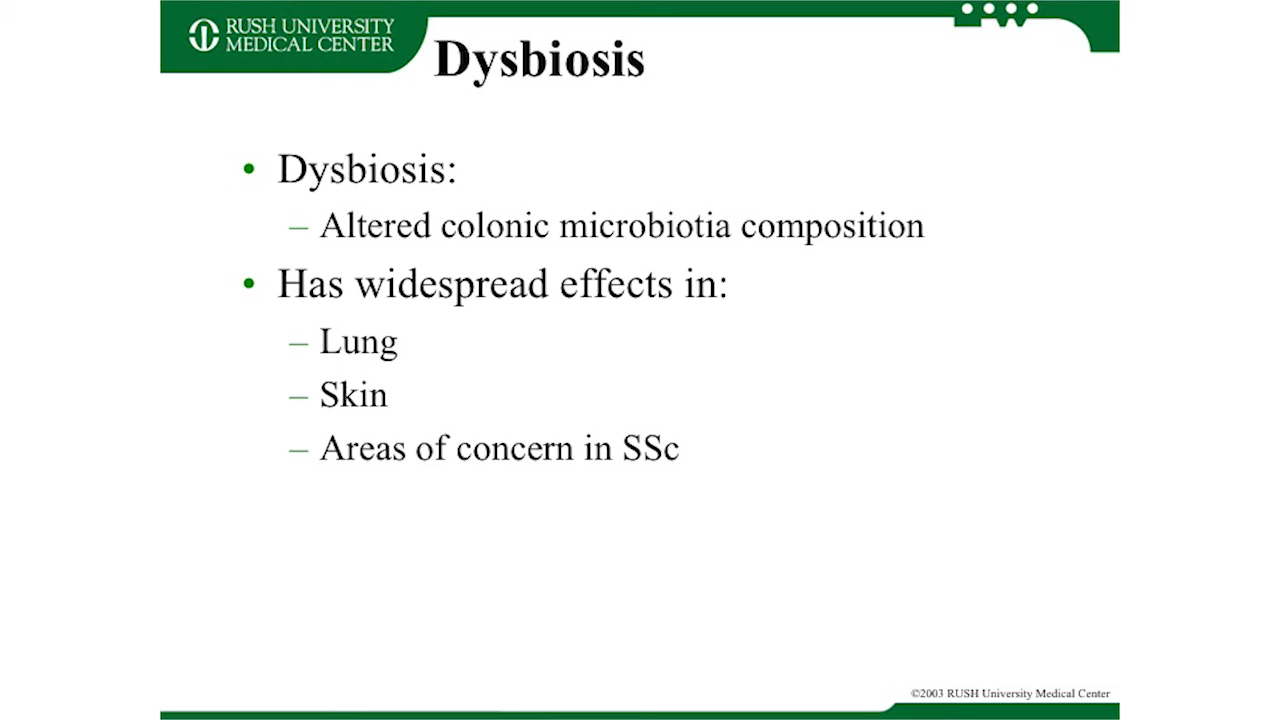 RUSH UNIVERSITY
MEDICAL CENTER
Dysbiosis
• Dysbiosis:
– Altered colonic microbiotia composition
• Has widespread effects in:
– Lung
– Skin
– Areas of concern in SSc
©2003 RUSH University Medical Center